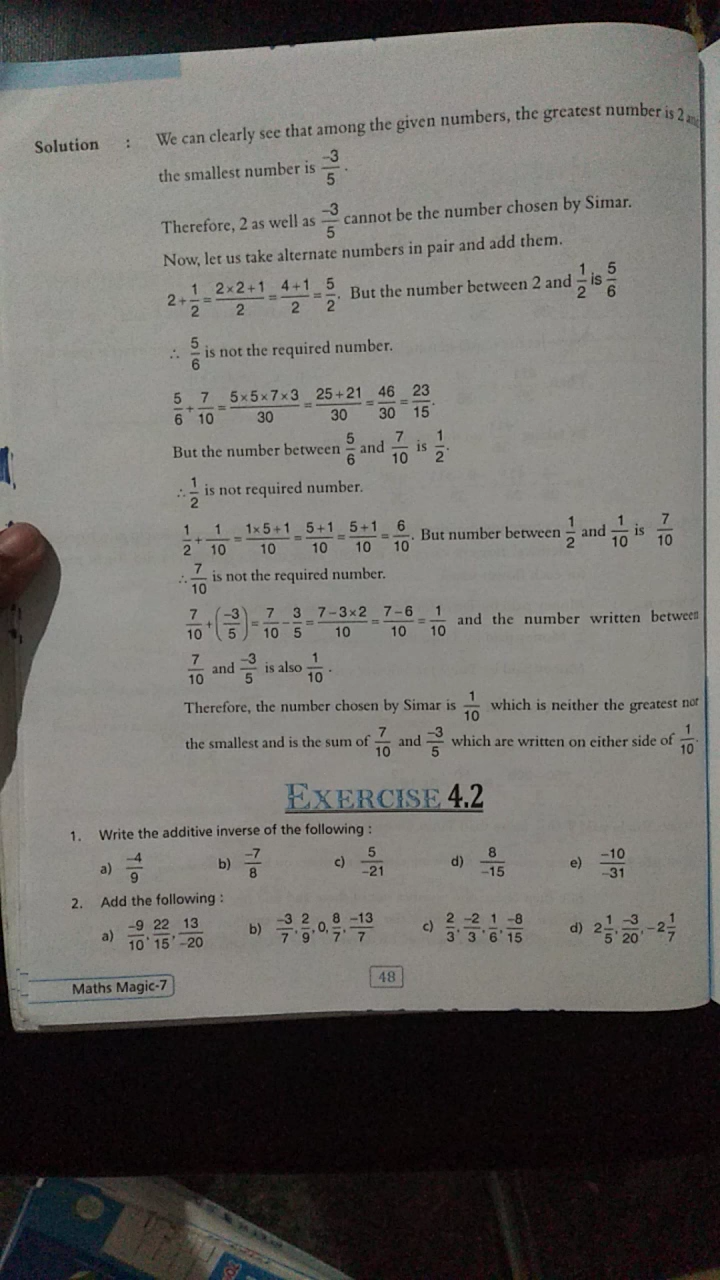 Solution : We can clearly see that among the given numbers, the greatest number is 2 and
the smallest number is -3/5.
Therefore, 2 as well as -3/5 cannot be the number chosen by Simar.
Now, let us take alternate numbers in pair and add them.
2+1/2 = 2×2+1/2 = 4+1/2 = 5/2. But the number between 2 and 1/2 is 5/6
∴ 5/6 is not the required number.
5/6 + 7/10 = 5×5×7×3/30 = 25+21/30 = 46/30 = 23/15.
But the number between 5/6 and 7/10 is 1/2.
∴ 1/2 is not required number.
1/2 + 1/10 = 1×5+1/10 = 5+1/10 = 5+1/10 = 6/10. But number between 1/2 and 1/10 is 7/10
∴ 7/10 is not the required number.
7/10 + (-3/5) = 7/10 - 3/5 = 7-3×2/10 = 7-6/10 = 1/10 and the number written between
7/10 and -3/5 is also 1/10.
Therefore, the number chosen by Simar is 1/10 which is neither the greatest nor
the smallest and is the sum of 7/10 and -3/5 which are written on either side of 1/10.
EXERCISE 4.2
1. Write the additive inverse of the following :
a) -4/9 b) -7/8 c) 5/-21 d) 8/-15 e) -10/-31
2. Add the following :
a) -9/10, 22/15, 13/-20 b) -3/7, 2/9, 0, 8/7, -13/7 c) 2/3, -2/3, 1/6, -8/15 d) 2 1/5, -3/20, -2 1/7
Maths Magic-7
48